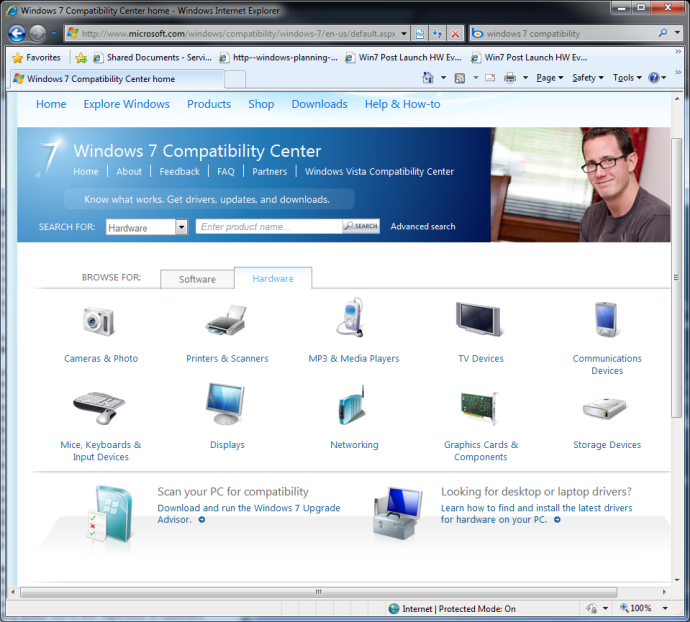 Windows 7 Compatibility Center home - Windows Internet Explorer
http://www.microsoft.com/windows/compatibility/windows-7/en-us/default.aspx
windows 7 compatibility
Favorites
Shared Documents - Servi...
http--windows-planning-...
Win7 Post Launch HW Ev...
Win7 Post Launch HW Ev...
Windows 7 Compatibility Center home
Page
Safety
Tools
Home Explore Windows Products Shop Downloads Help & How-to
7 Windows 7 Compatibility Center
Home | About | Feedback | FAQ | Partners | Windows Vista Compatibility Center
Know what works. Get drivers, updates, and downloads.
SEARCH FOR: Hardware Enter product name... SEARCH Advanced search
BROWSE FOR: Software Hardware
Cameras & Photo
Printers & Scanners
MP3 & Media Players
TV Devices
Communications
Devices
Mice, Keyboards &
Input Devices
Displays
Networking
Graphics Cards &
Components
Storage Devices
Scan your PC for compatibility
Download and run the Windows 7 Upgrade
Advisor.
Looking for desktop or laptop drivers?
Learn how to find and install the latest drivers
for hardware on your PC.
Internet | Protected Mode: On
100%